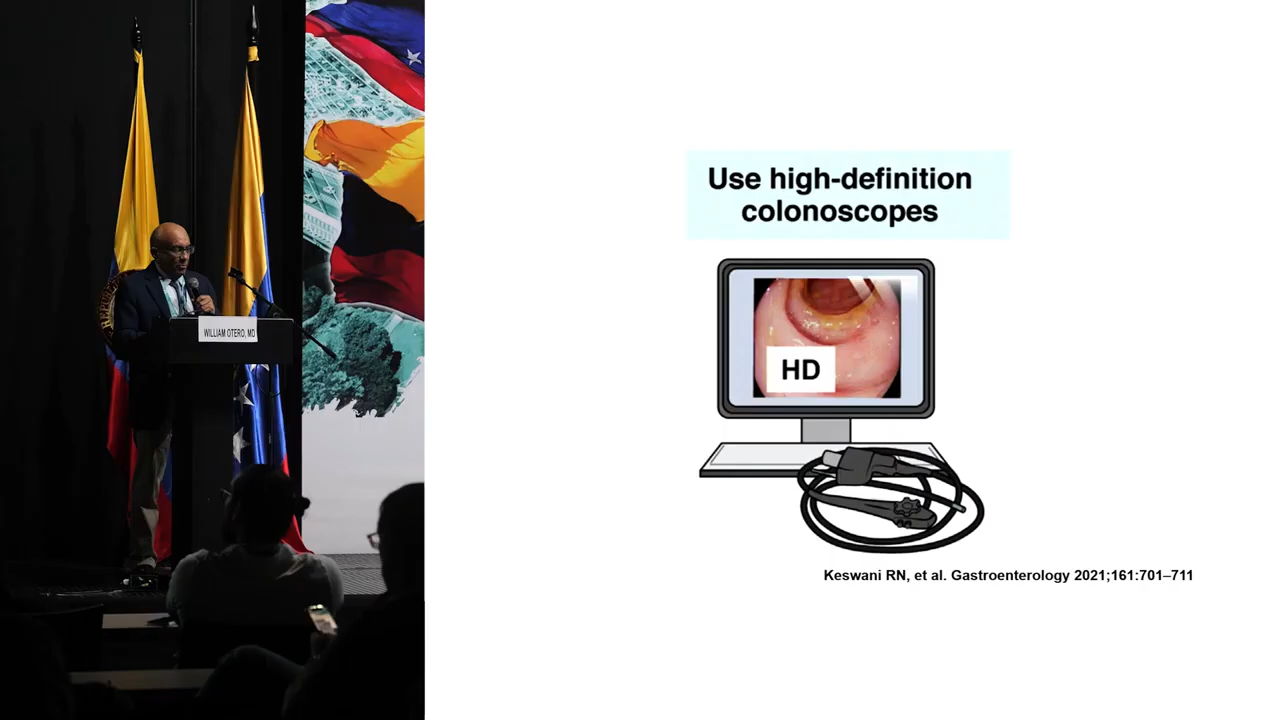 WILLIAM OTERO, MD
Use high-definition
colonoscopes
HD
Keswani RN, et al. Gastroenterology 2021;161:701–711